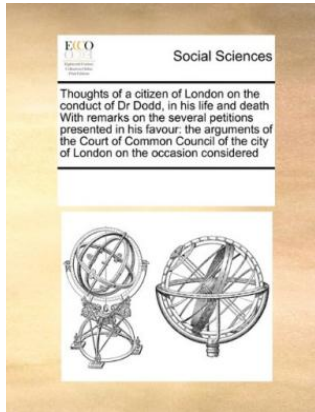 ECCO
Social Sciences
Thoughts of a citizen of London on the
conduct of Dr Dodd, in his life and death
With remarks on the several petitions
presented in his favour: the arguments of
the Court of Common Council of the city
of London on the occasion considered